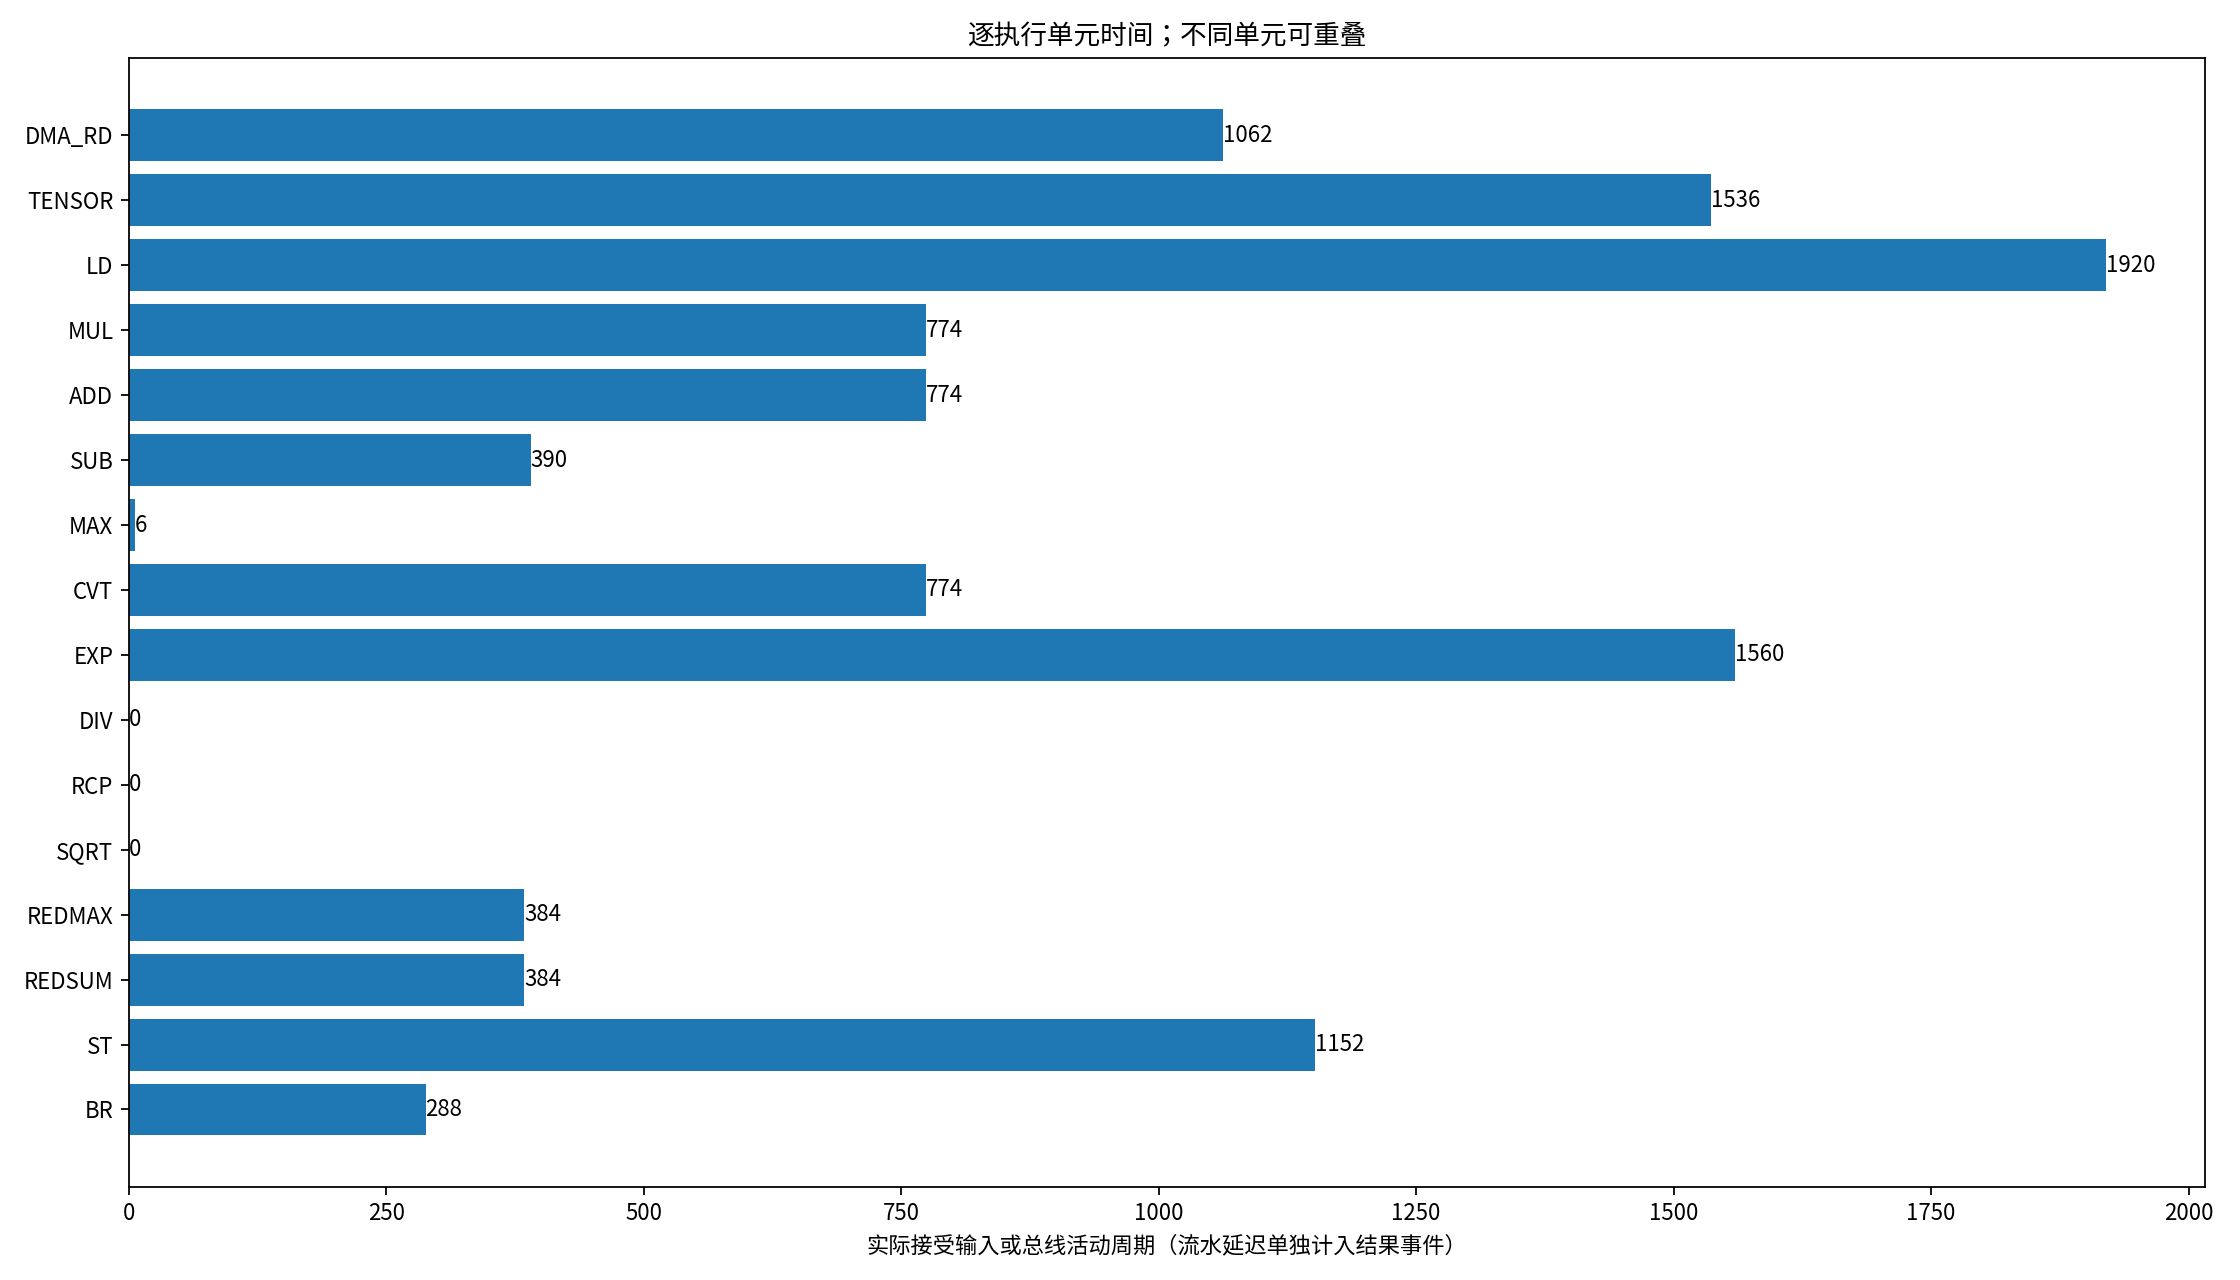 逐执行单元时间；不同单元可重叠
DMA_RD 1062
TENSOR 1536
LD 1920
MUL 774
ADD 774
SUB 390
MAX 6
CVT 774
EXP 1560
DIV 0
RCP 0
SQRT 0
REDMAX 384
REDSUM 384
ST 1152
BR 288
0 250 500 750 1000 1250 1500 1750 2000
实际接受输入或总线活动周期（流水延迟单独计入结果事件）